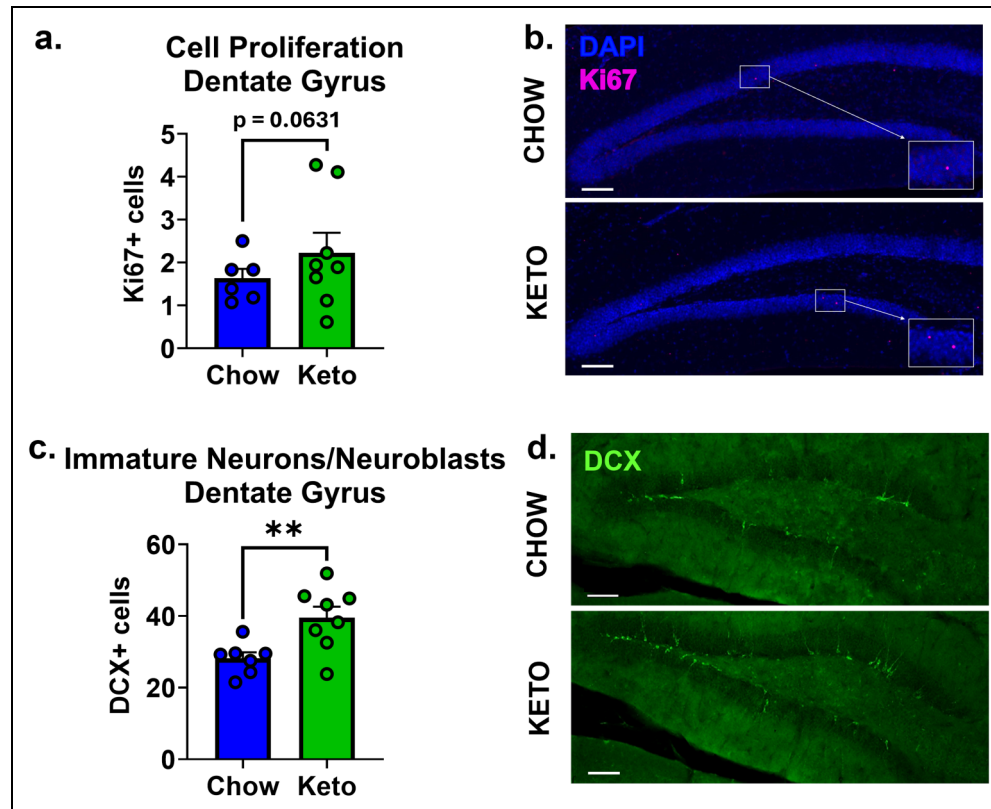 a.
Cell Proliferation
Dentate Gyrus
p = 0.0631
Ki67+ cells
5
4
3
2
1
0
Chow Keto
b.
DAPI
Ki67
CHOW
KETO
c.
Immature Neurons/Neuroblasts
Dentate Gyrus
**
DCX+ cells
60
40
20
0
Chow Keto
d.
DCX
CHOW
KETO